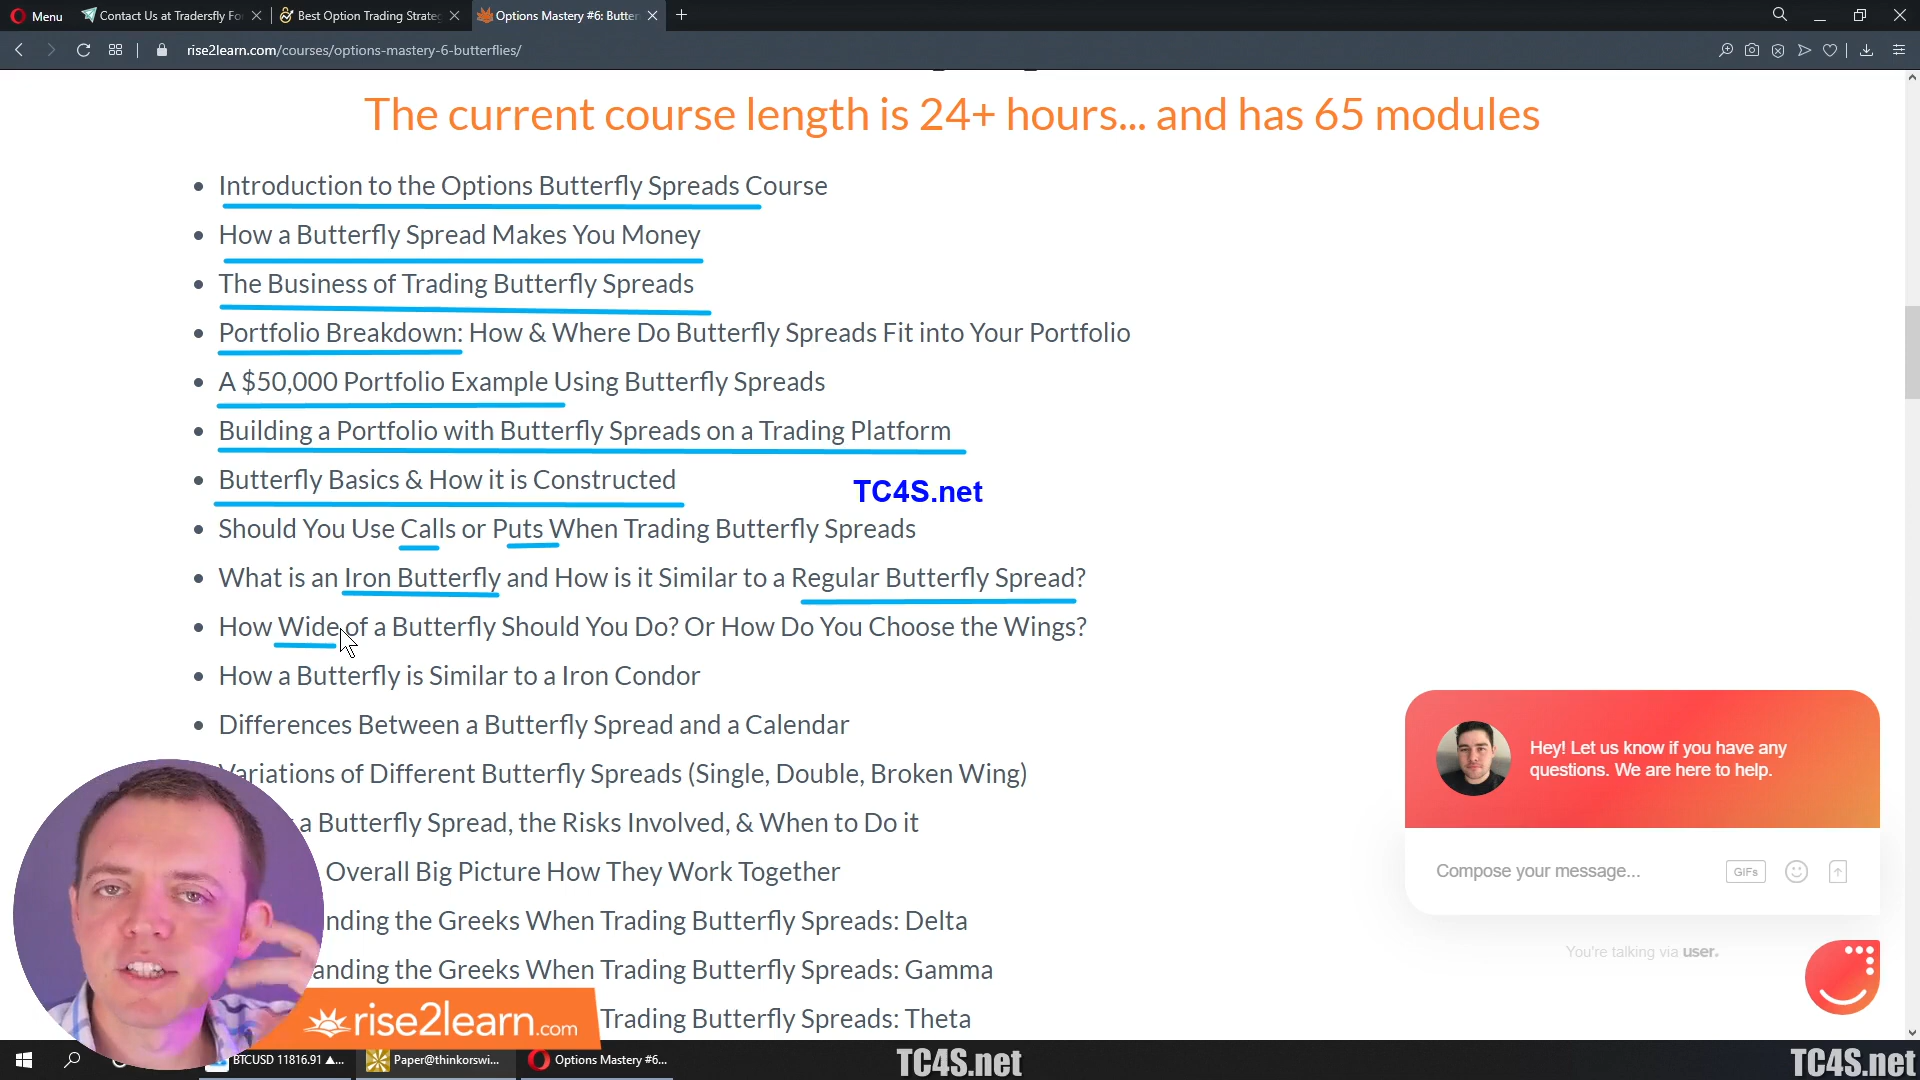 Menu
Contact Us at Tradersfly Fo
Best Option Trading Strate
Options Mastery #6: Butter
rise2learn.com/courses/options-mastery-6-butterflies/
The current course length is 24+ hours... and has 65 modules
Introduction to the Options Butterfly Spreads Course
How a Butterfly Spread Makes You Money
The Business of Trading Butterfly Spreads
Portfolio Breakdown: How & Where Do Butterfly Spreads Fit into Your Portfolio
A $50,000 Portfolio Example Using Butterfly Spreads
Building a Portfolio with Butterfly Spreads on a Trading Platform
Butterfly Basics & How it is Constructed
TC4S.net
Should You Use Calls or Puts When Trading Butterfly Spreads
What is an Iron Butterfly and How is it Similar to a Regular Butterfly Spread?
How Wide of a Butterfly Should You Do? Or How Do You Choose the Wings?
How a Butterfly is Similar to a Iron Condor
Differences Between a Butterfly Spread and a Calendar
Variations of Different Butterfly Spreads (Single, Double, Broken Wing)
a Butterfly Spread, the Risks Involved, & When to Do it
Overall Big Picture How They Work Together
nding the Greeks When Trading Butterfly Spreads: Delta
anding the Greeks When Trading Butterfly Spreads: Gamma
Trading Butterfly Spreads: Theta
Hey! Let us know if you have any
questions. We are here to help.
Compose your message...
GIFs
You're talking via user.
rise2learn.com
BTCUSD 11816.91 ▲...
Paper@thinkorswi...
Options Mastery #6...
TC4S.net
TC4S.net